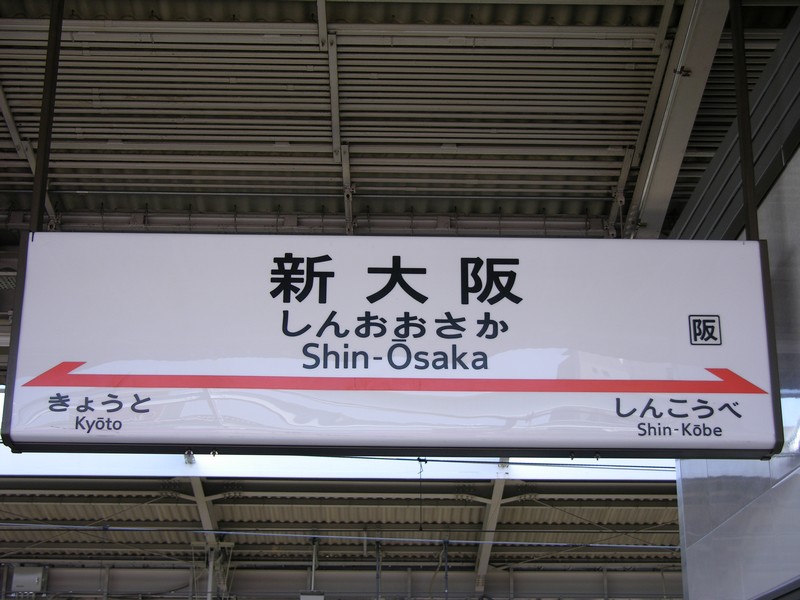 新大阪
しんおおさか
阪
Shin-Ōsaka
きょうと
しんこうべ
Kyōto
Shin-Kōbe